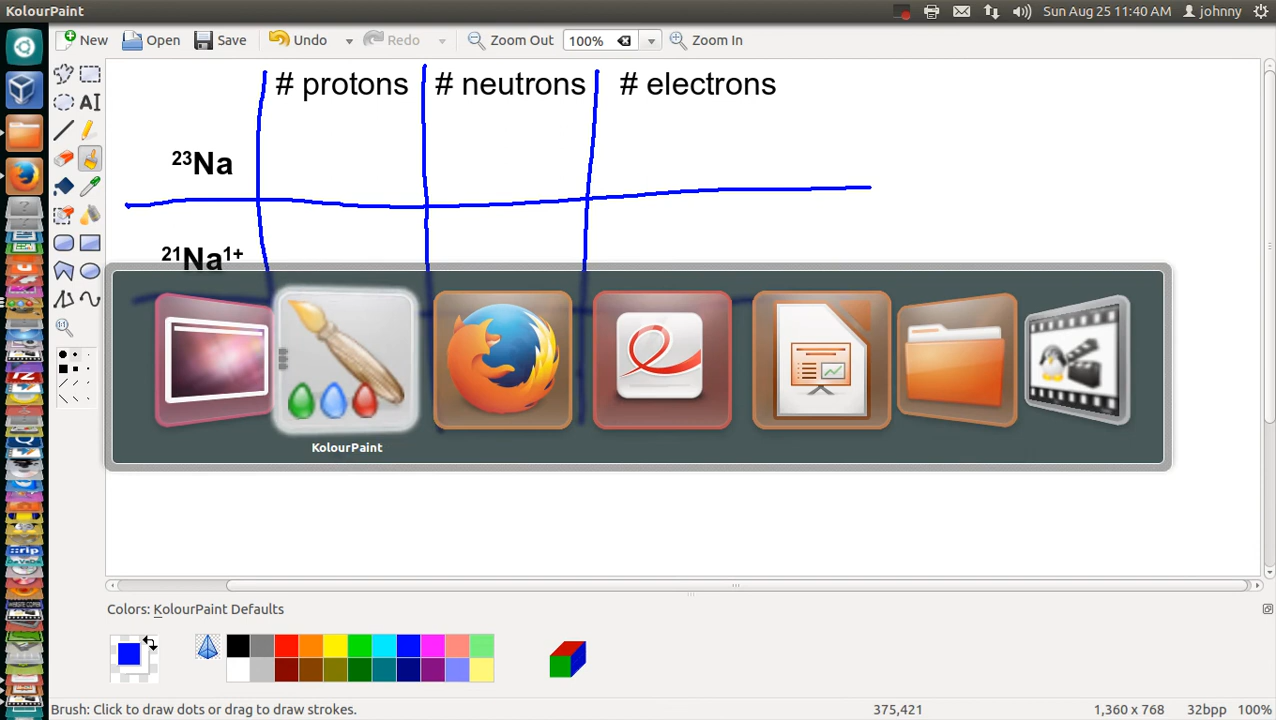 KolourPaint Sun Aug 25 11:40 AM johnny
New Open Save Undo Redo Zoom Out 100% Zoom In
# protons # neutrons # electrons
²³Na
²¹Na¹⁺
KolourPaint
Colors: KolourPaint Defaults
Brush: Click to draw dots or drag to draw strokes. 375,421 1,360 x 768 32bpp 100%